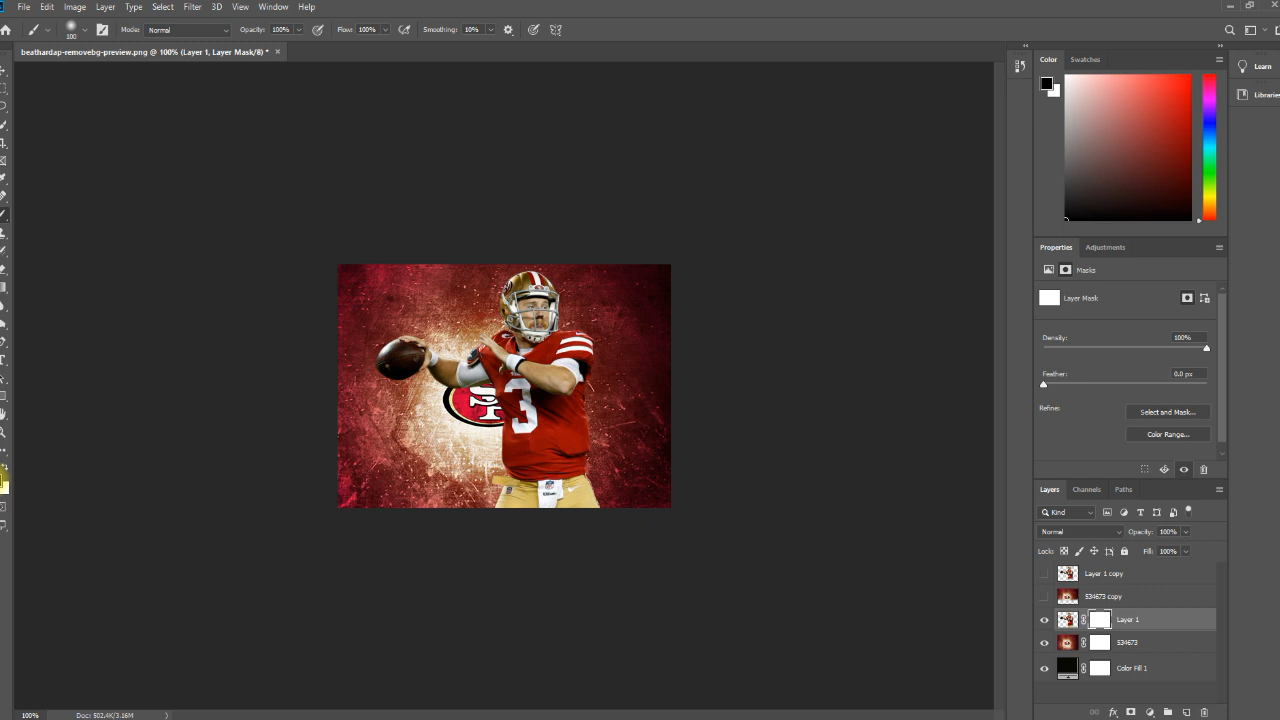 File Edit Image Layer Type Select Filter 3D View Window Help
100 Mode: Normal Opacity: 100% Flow: 100% Smoothing: 10%
beathardap-removebg-preview.png @ 100% (Layer 1, Layer Mask/8) *
Color Swatches
Learn
Libraries
Properties Adjustments
Masks
Layer Mask
Density: 100%
Feather: 0.0 px
Refine: Select and Mask...
Color Range...
Layers Channels Paths
Kind
Normal Opacity: 100%
Locks Fill: 100%
Layer 1 copy
534673 copy
Layer 1
534673
Color Fill 1
SF
3
100% Doc: 502.4K/3.16M